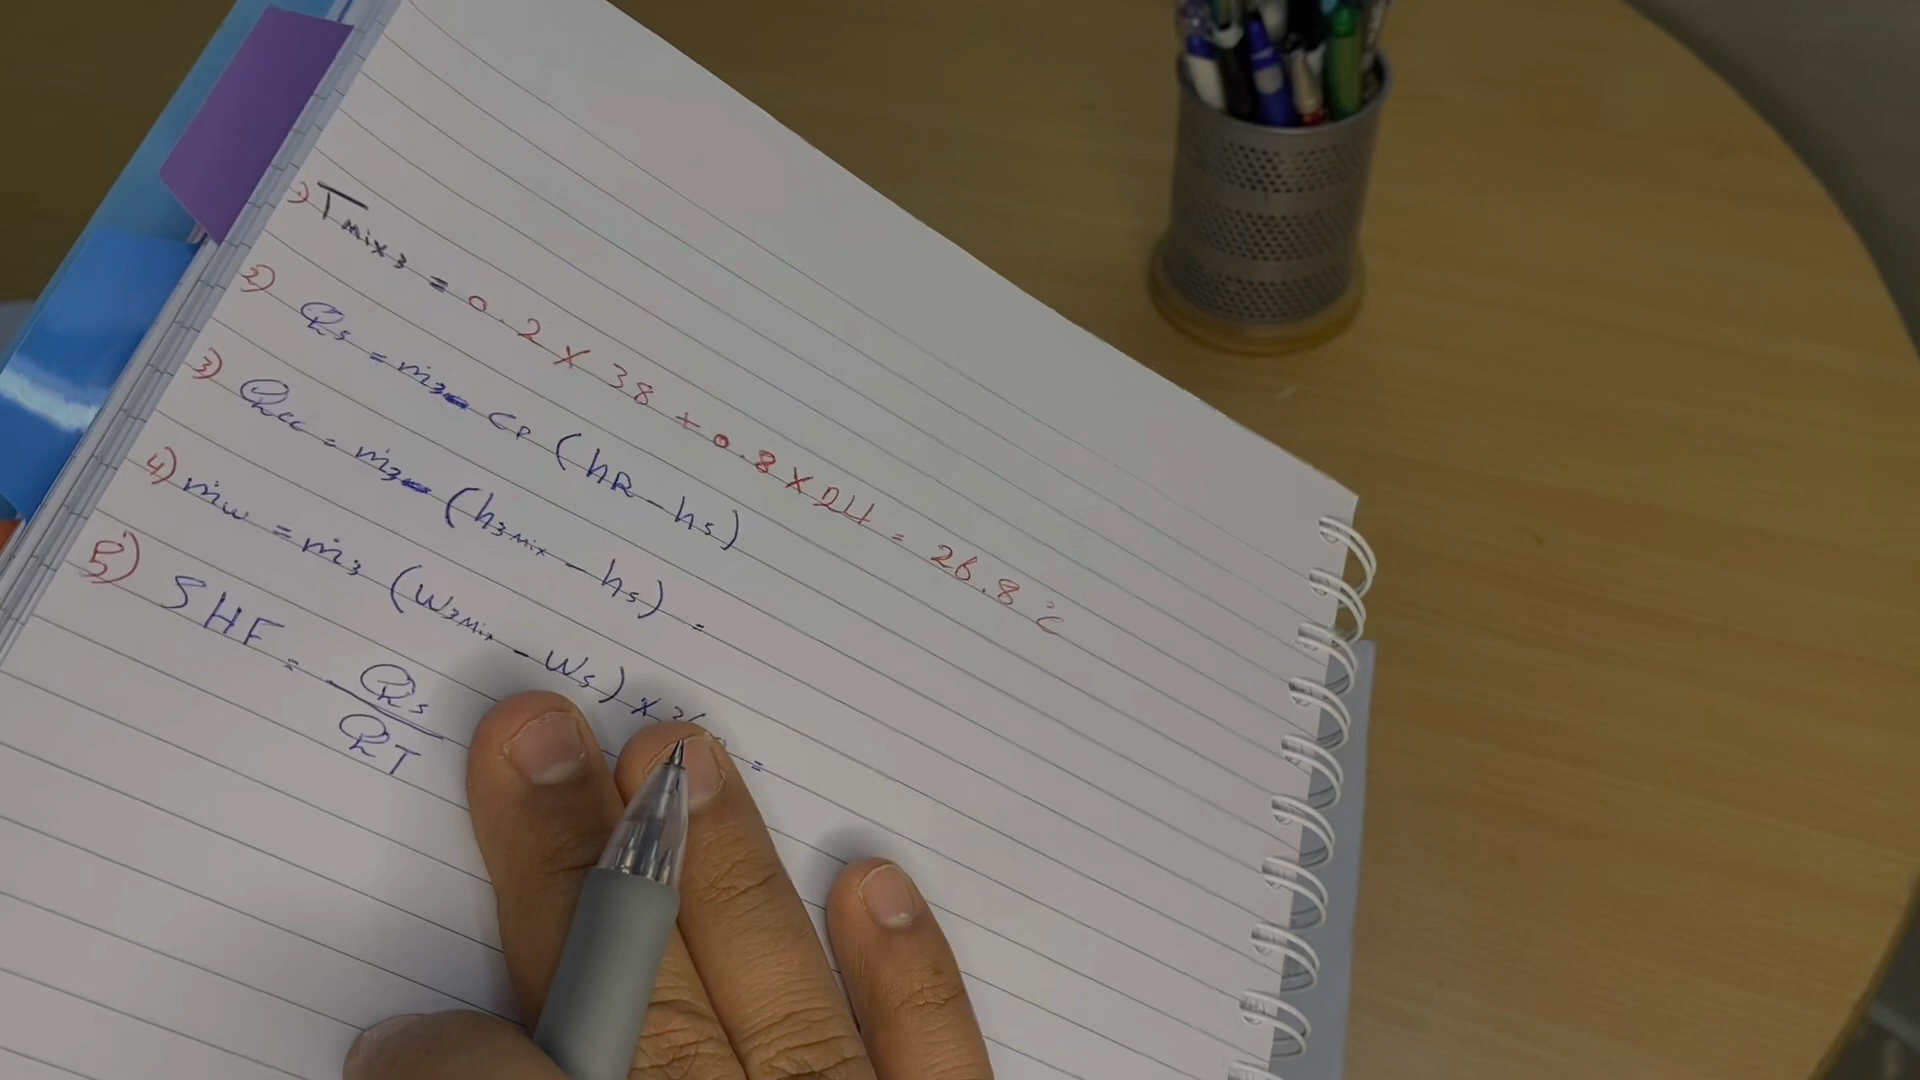 1) Tmix3 = 0.2 × 38 + 0.8 × 24 = 26.8 °C
2) Qs = ṁ3 CP (hR - hs)
3) Qcc = ṁ3 (h3mix - hs) =
4) ṁw = ṁ3 (W3Mix - Ws) × =
5) SHF = Qs / QT